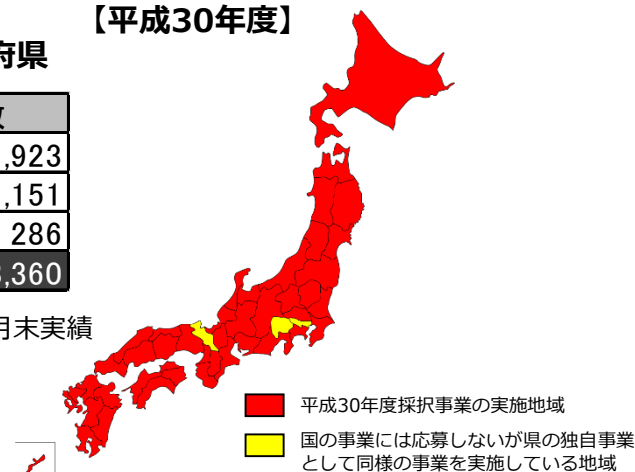 【平成30年度】
府県
数
,923
,151
286
,360
月末実績
平成30年度採択事業の実施地域
国の事業には応募しないが県の独自事業
として同様の事業を実施している地域